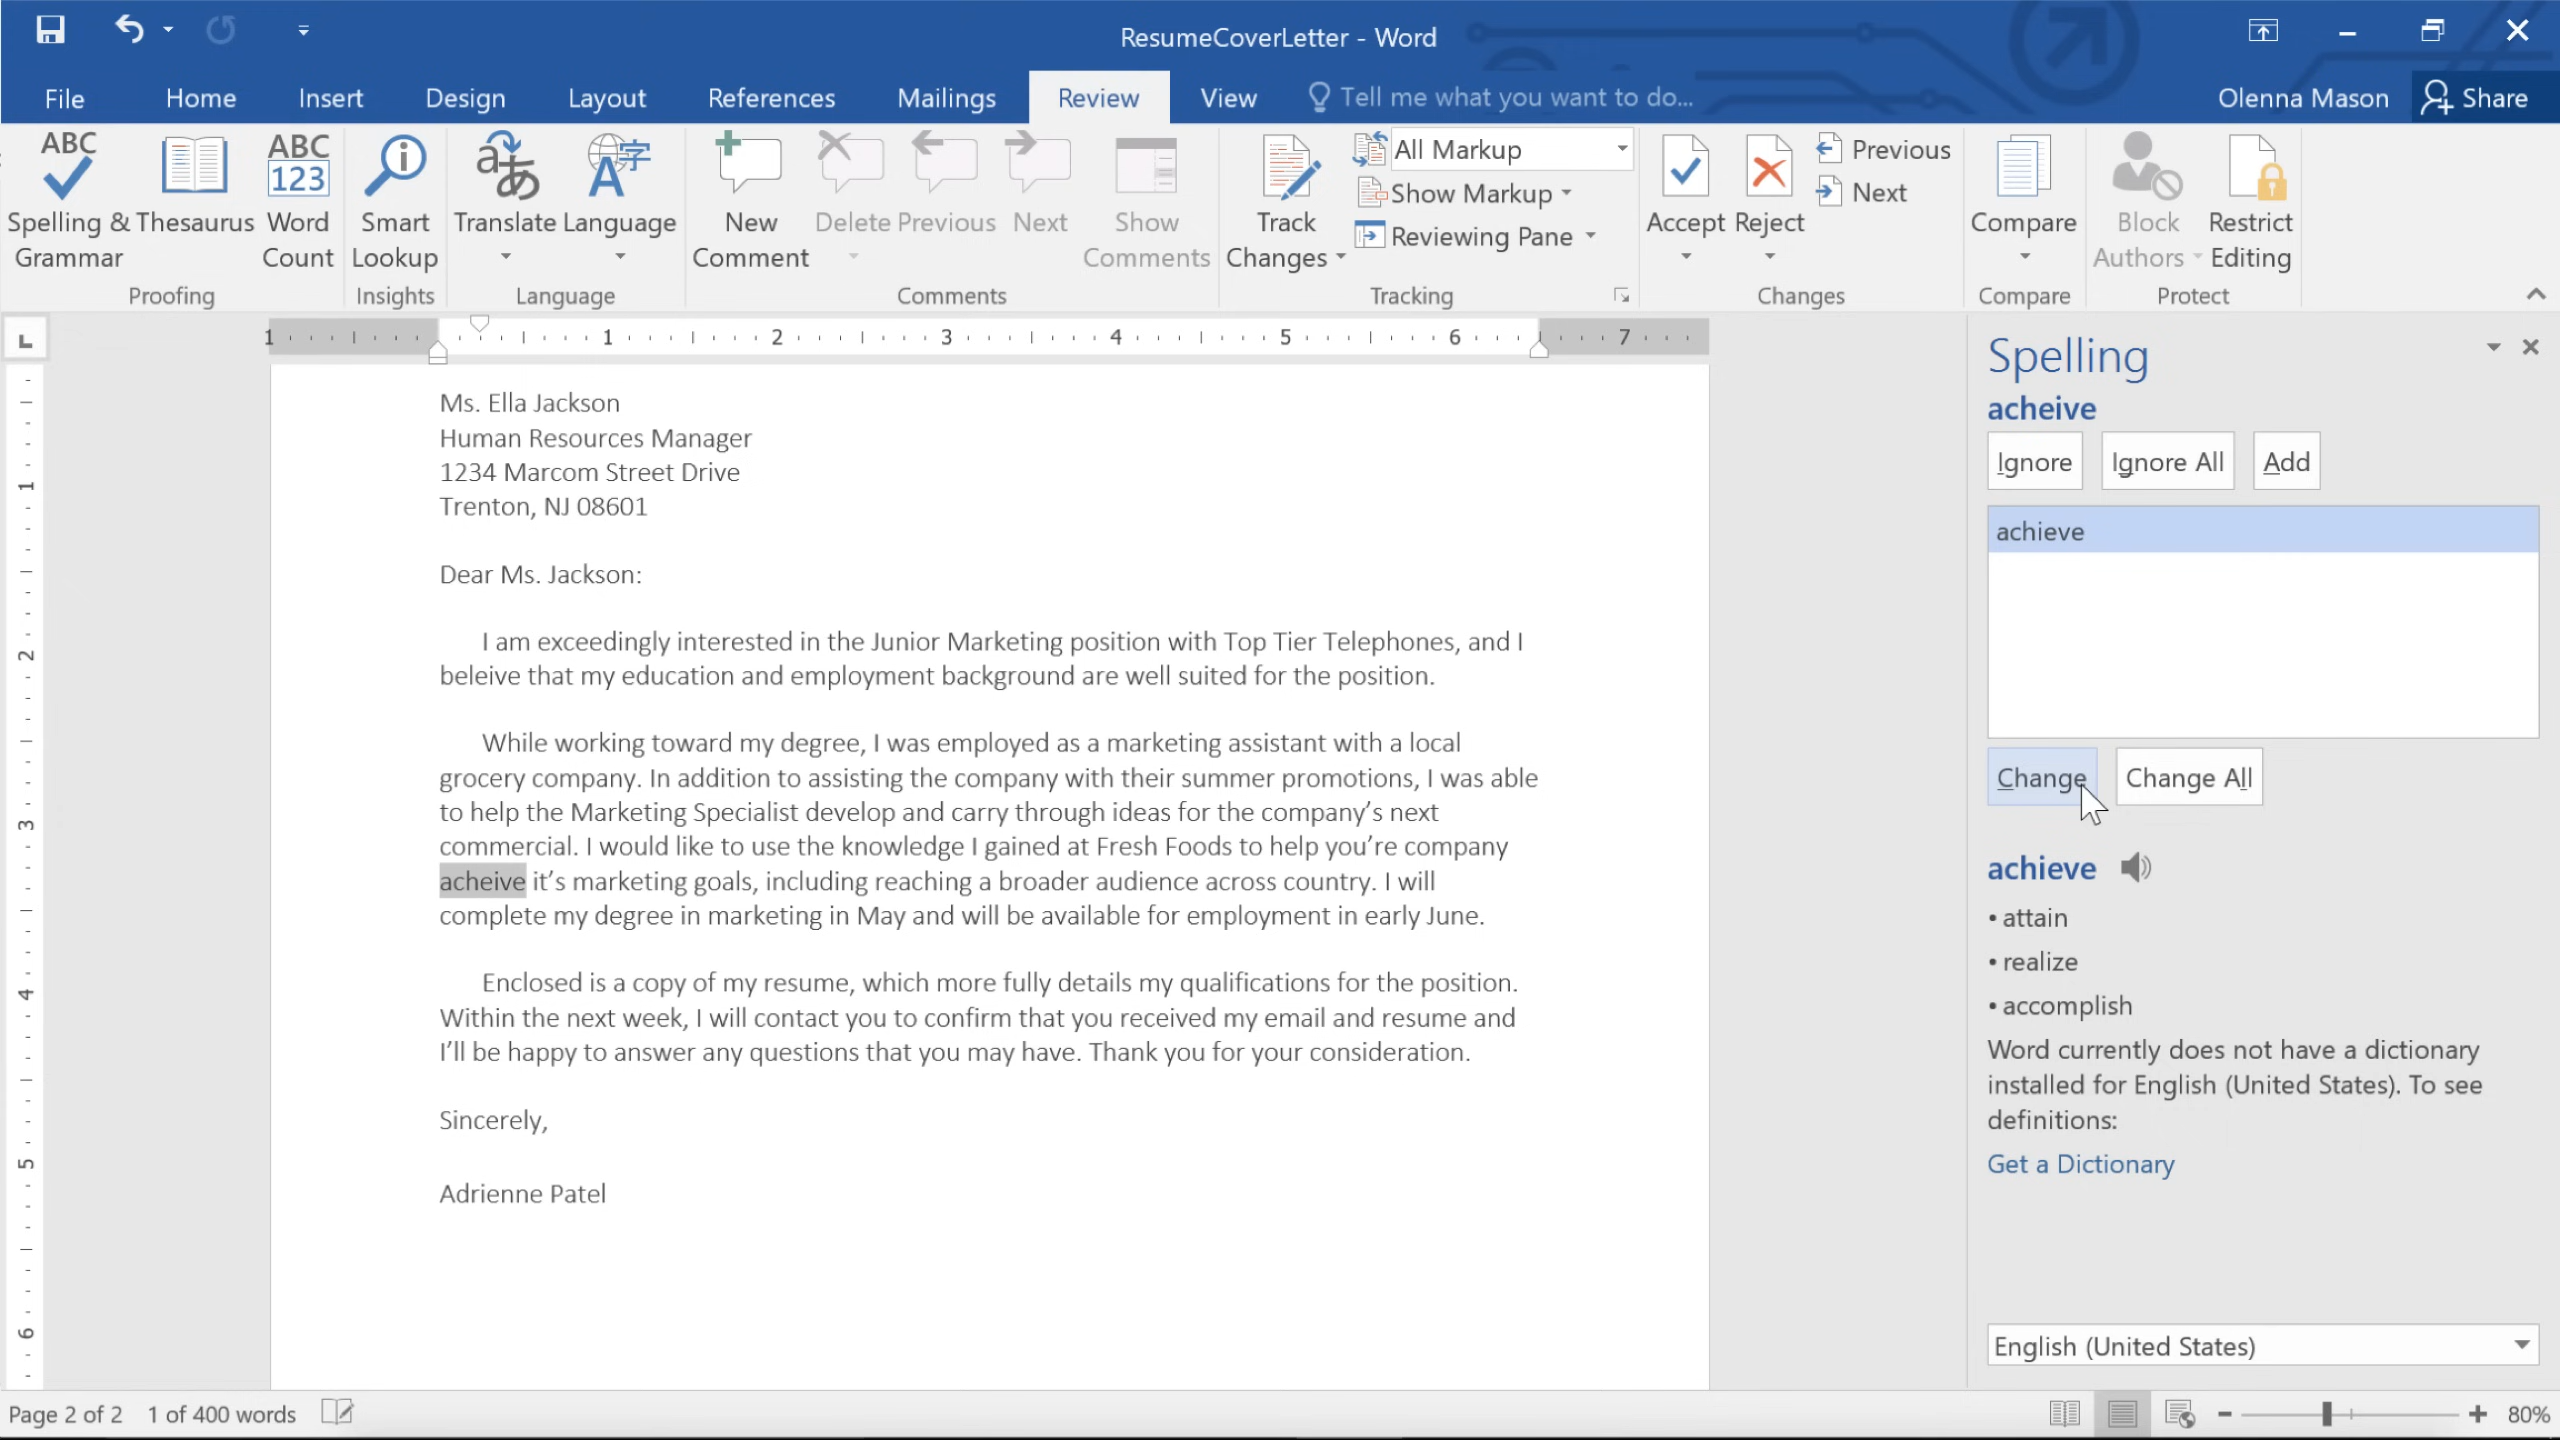 ResumeCoverLetter - Word
File Home Insert Design Layout References Mailings Review View Tell me what you want to do... Olenna Mason Share
ABC ABC 123
Spelling & Grammar Thesaurus Word Count Smart Lookup Translate Language New Comment Delete Previous Next Show Comments Track Changes
All Markup
Show Markup
Reviewing Pane
Accept Reject
Previous
Next
Compare Block Authors Restrict Editing
Proofing Insights Language Comments Tracking Changes Compare Protect
1 1 2 3 4 5 6 7
1
2
3
4
5
6
Ms. Ella Jackson
Human Resources Manager
1234 Marcom Street Drive
Trenton, NJ 08601
Dear Ms. Jackson:
I am exceedingly interested in the Junior Marketing position with Top Tier Telephones, and I
beleive that my education and employment background are well suited for the position.
While working toward my degree, I was employed as a marketing assistant with a local
grocery company. In addition to assisting the company with their summer promotions, I was able
to help the Marketing Specialist develop and carry through ideas for the company’s next
commercial. I would like to use the knowledge I gained at Fresh Foods to help you’re company
acheive it’s marketing goals, including reaching a broader audience across country. I will
complete my degree in marketing in May and will be available for employment in early June.
Enclosed is a copy of my resume, which more fully details my qualifications for the position.
Within the next week, I will contact you to confirm that you received my email and resume and
I’ll be happy to answer any questions that you may have. Thank you for your consideration.
Sincerely,
Adrienne Patel
Spelling
acheive
Ignore Ignore All Add
achieve
Change Change All
achieve
• attain
• realize
• accomplish
Word currently does not have a dictionary
installed for English (United States). To see
definitions:
Get a Dictionary
English (United States)
Page 2 of 2 1 of 400 words 80%